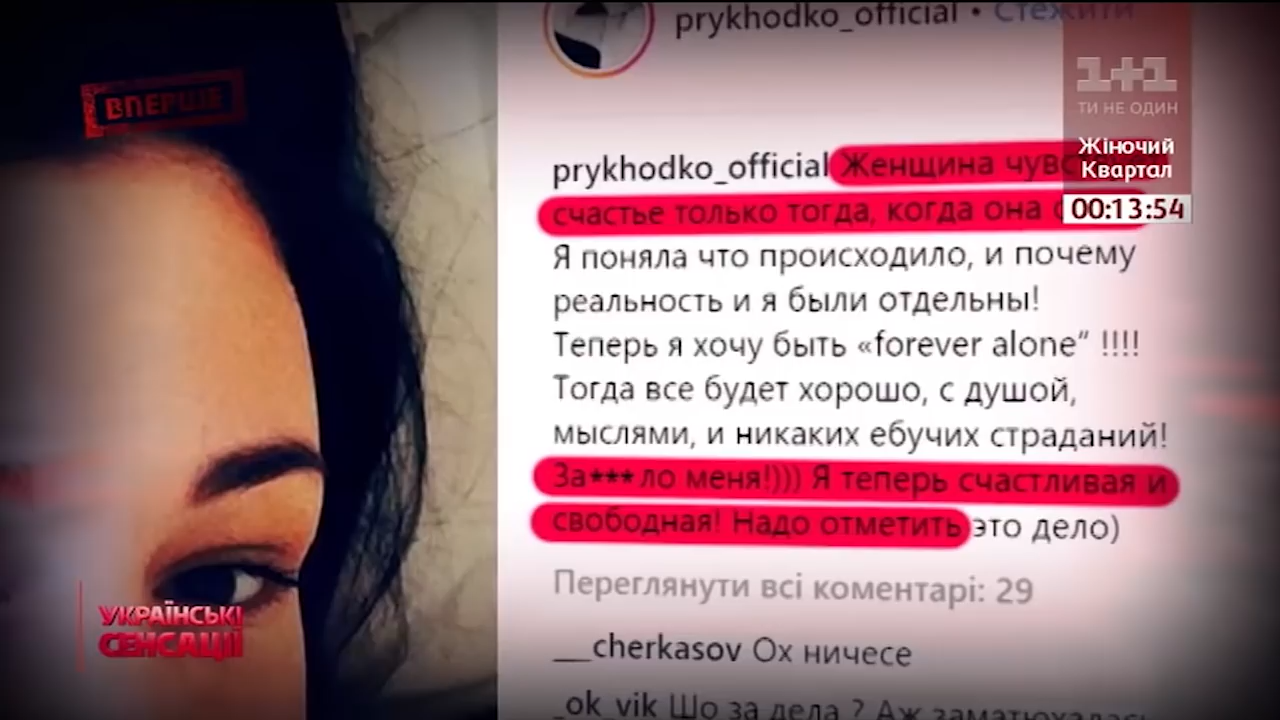 prykhodko_official • Стежити
ВПЕРШЕ
1+1
ТИ НЕ ОДИН
Жіночий
Квартал
00:13:54
prykhodko_official Женщина
счастье только тогда, когда она
Я поняла что происходило, и почему
реальность и я были отдельны!
Теперь я хочу быть «forever alone” !!!!
Тогда все будет хорошо, с душой,
мыслями, и никаких ебучих страданий!
За***ло меня!))) Я теперь счастливая и
свободная! Надо отметить это дело)
Переглянути всі коментарі: 29
___cherkasov Ох ничесе
_ok_vik Шо за дела ? Аж
УКРАЇНСЬКІ
СЕНСАЦІЇ